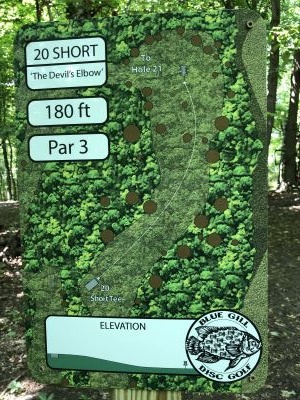 20 SHORT
'The Devil's Elbow'
180 ft
Par 3
To
Hole 21
20
Short Tee
ELEVATION
BLUE GILL
DISC GOLF